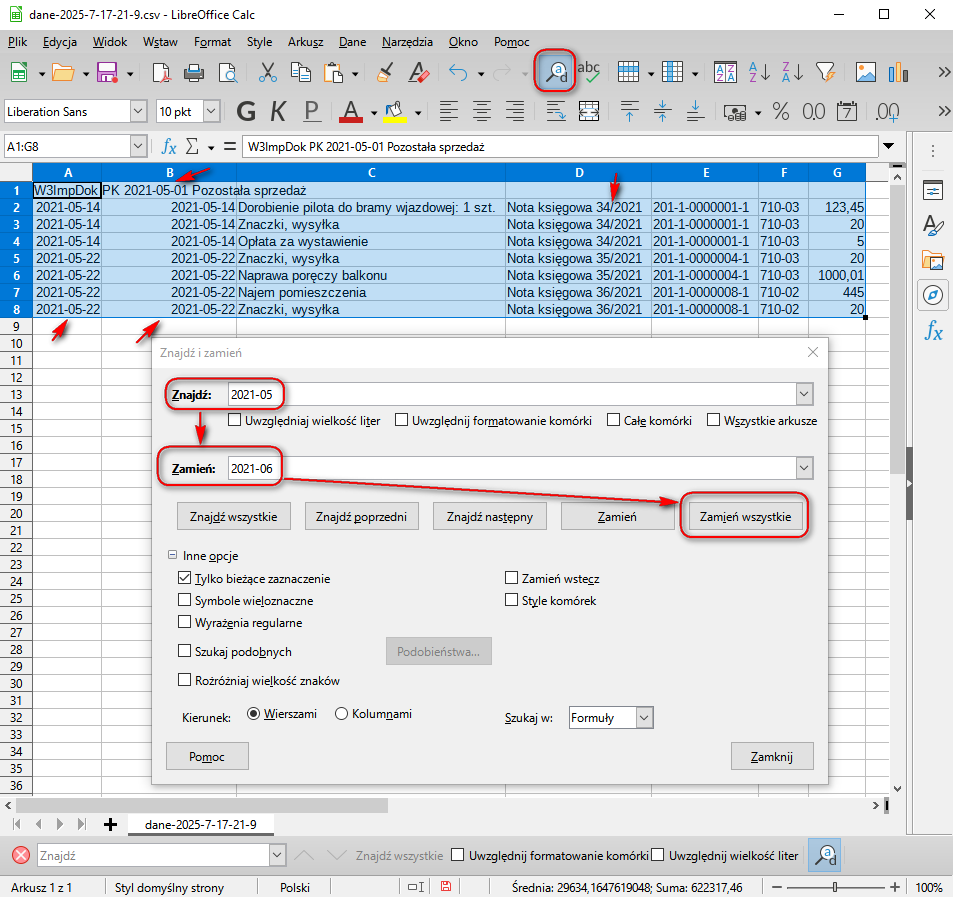 dane-2025-7-17-21-9.csv - LibreOffice Calc
Plik Edycja Widok Wstaw Format Style Arkusz Dane Narzędzia Okno Pomoc
Liberation Sans 10 pkt G K P A % 0.0 7 .00
A1:G8 fx Σ = W3ImpDok PK 2021-05-01 Pozostała sprzedaż
A B C D E F G
1 W3ImpDok PK 2021-05-01 Pozostała sprzedaż
2 2021-05-14 2021-05-14 Dorobienie pilota do bramy wjazdowej: 1 szt. Nota księgowa 34/2021 201-1-0000001-1 710-03 123,45
3 2021-05-14 2021-05-14 Znaczki, wysyłka Nota księgowa 34/2021 201-1-0000001-1 710-03 20
4 2021-05-14 2021-05-14 Opłata za wystawienie Nota księgowa 34/2021 201-1-0000001-1 710-03 5
5 2021-05-22 2021-05-22 Znaczki, wysyłka Nota księgowa 35/2021 201-1-0000004-1 710-03 20
6 2021-05-22 2021-05-22 Naprawa poręczy balkonu Nota księgowa 35/2021 201-1-0000004-1 710-03 1000,01
7 2021-05-22 2021-05-22 Najem pomieszczenia Nota księgowa 36/2021 201-1-0000008-1 710-02 445
8 2021-05-22 2021-05-22 Znaczki, wysyłka Nota księgowa 36/2021 201-1-0000008-1 710-02 20
9
10
11
12
13
14
15
16
17
18
19
20
21
22
23
24
25
26
27
28
29
30
31
32
33
34
35
36
Znajdź i zamień
Znajdź: 2021-05
Uwzględniaj wielkość liter Uwzględnij formatowanie komórki Całe komórki Wszystkie arkusze
Zamień: 2021-06
Znajdź wszystkie Znajdź poprzedni Znajdź następny Zamień Zamień wszystkie
Inne opcje
Tylko bieżące zaznaczenie Zamień wstecz
Symbole wieloznaczne Style komórek
Wyrażenia regularne
Szukaj podobnych Podobieństwa...
Rozróżniaj wielkość znaków
Kierunek: Wierszami Kolumnami Szukaj w: Formuły
Pomoc Zamknij
dane-2025-7-17-21-9
Znajdź Znajdź wszystkie Uwzględnij formatowanie komórki Uwzględnij wielkość liter
Arkusz 1 z 1 Styl domyślny strony Polski Średnia: 29634,1647619048; Suma: 622317,46 100%